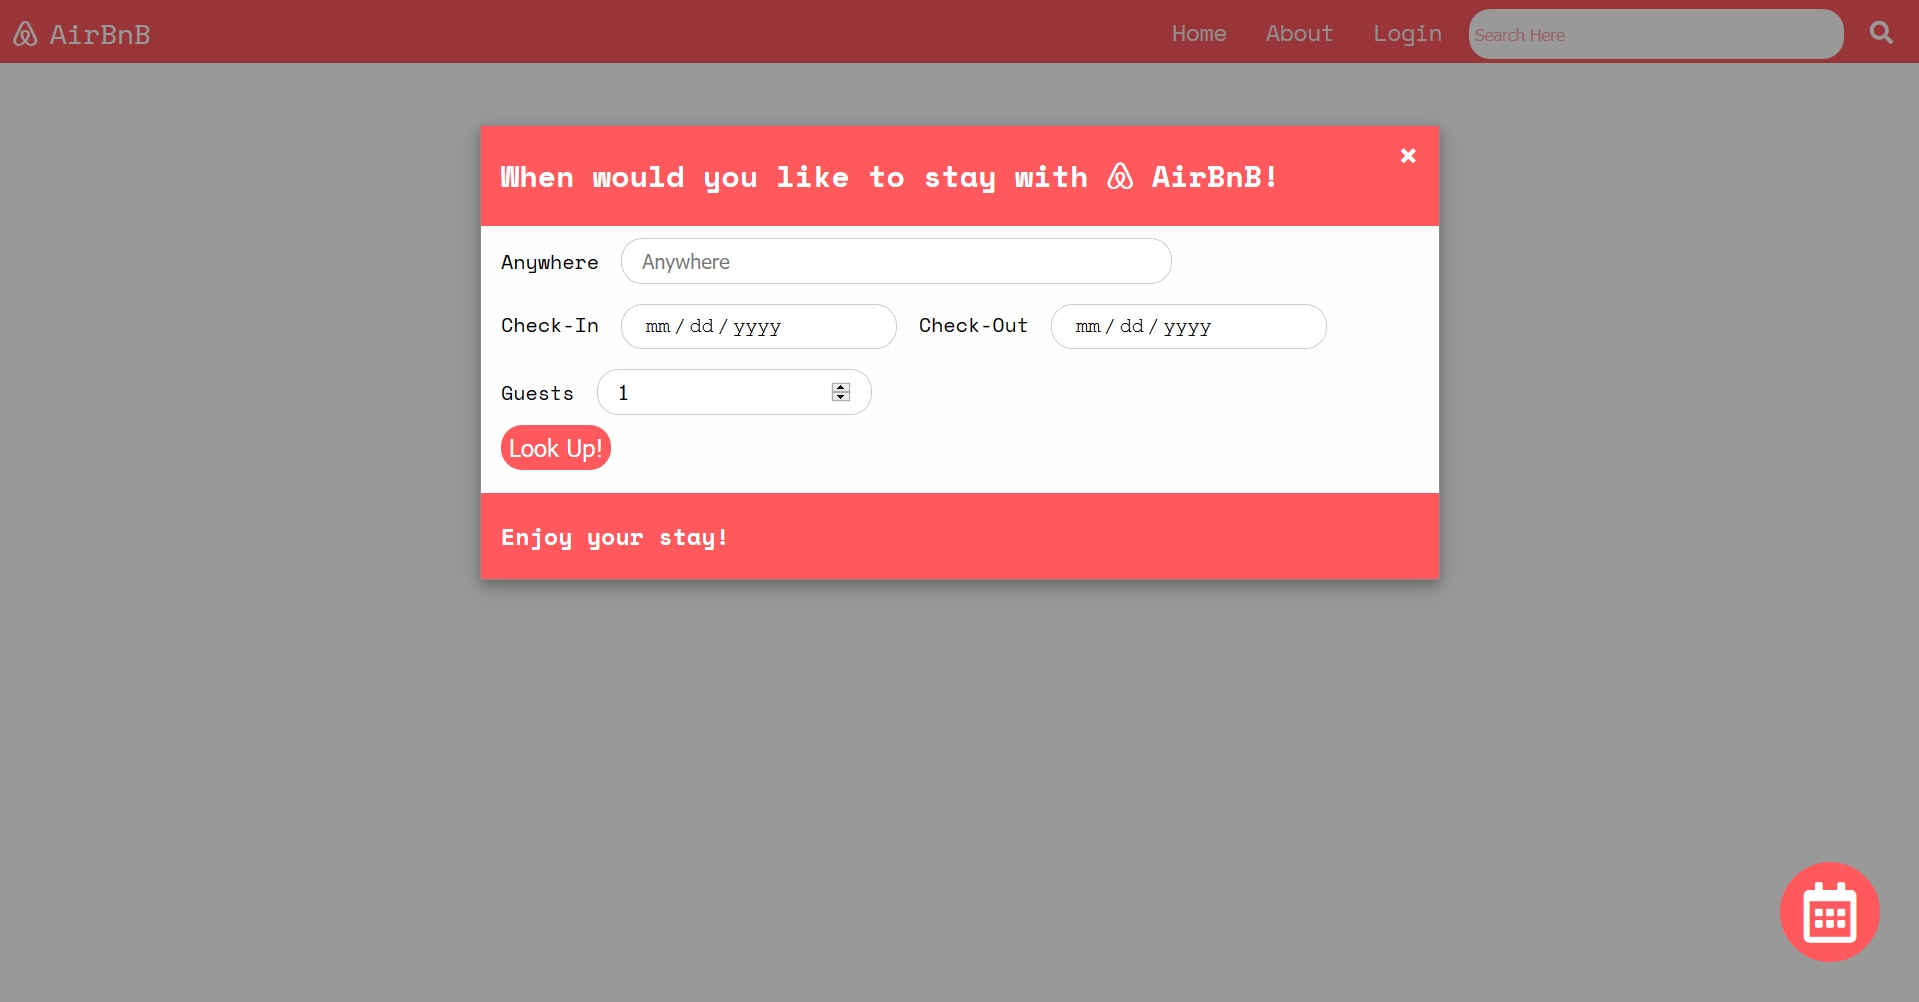 AirBnB Home About Login Search Here
When would you like to stay with AirBnB! ×
Anywhere Anywhere
Check-In mm / dd / yyyy Check-Out mm / dd / yyyy
Guests 1
Look Up!
Enjoy your stay!